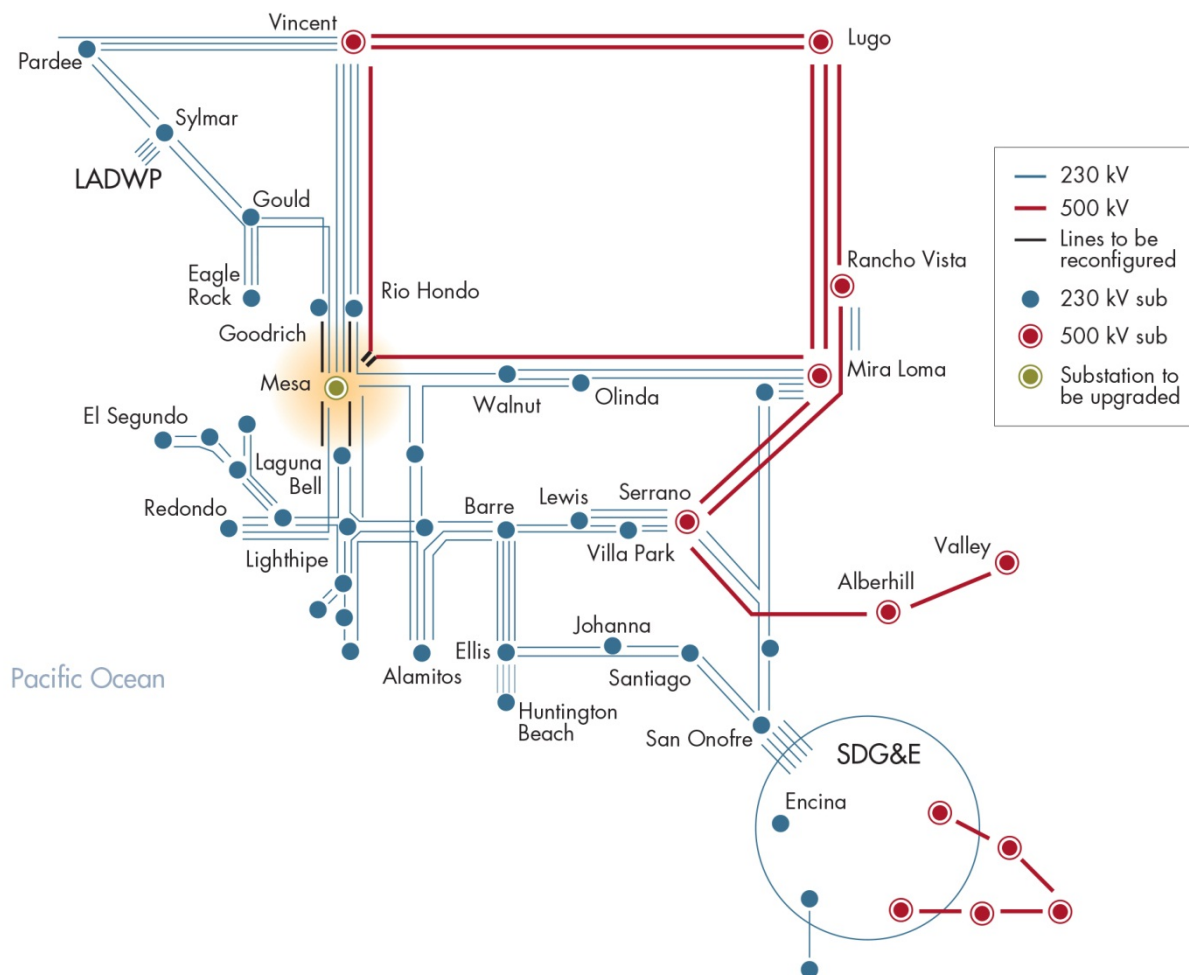 Vincent
Lugo
Pardee
Sylmar
LADWP
Gould
Eagle
Rock
Rio Hondo
Goodrich
Mesa
Rancho Vista
Mira Loma
Walnut
Olinda
El Segundo
Laguna
Bell
Redondo
Lighthipe
Barre
Lewis
Serrano
Villa Park
Valley
Alberhill
Johanna
Ellis
Alamitos
Santiago
Huntington
Beach
San Onofre
Pacific Ocean
SDG&E
Encina
230 kV
500 kV
Lines to be
reconfigured
230 kV sub
500 kV sub
Substation to
be upgraded